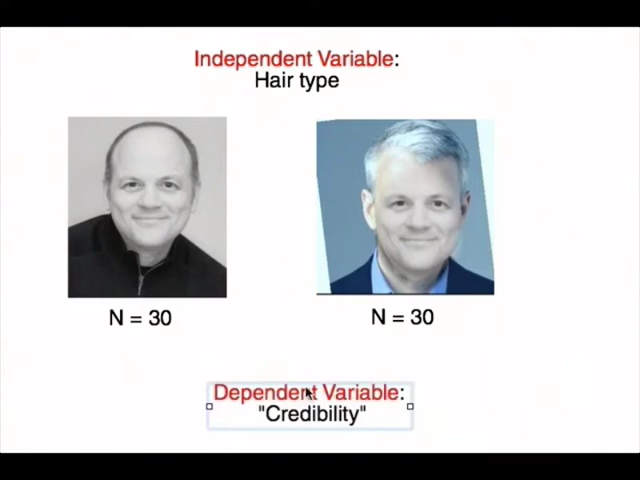 Independent Variable:
Hair type
N = 30
N = 30
Dependent Variable:
"Credibility"